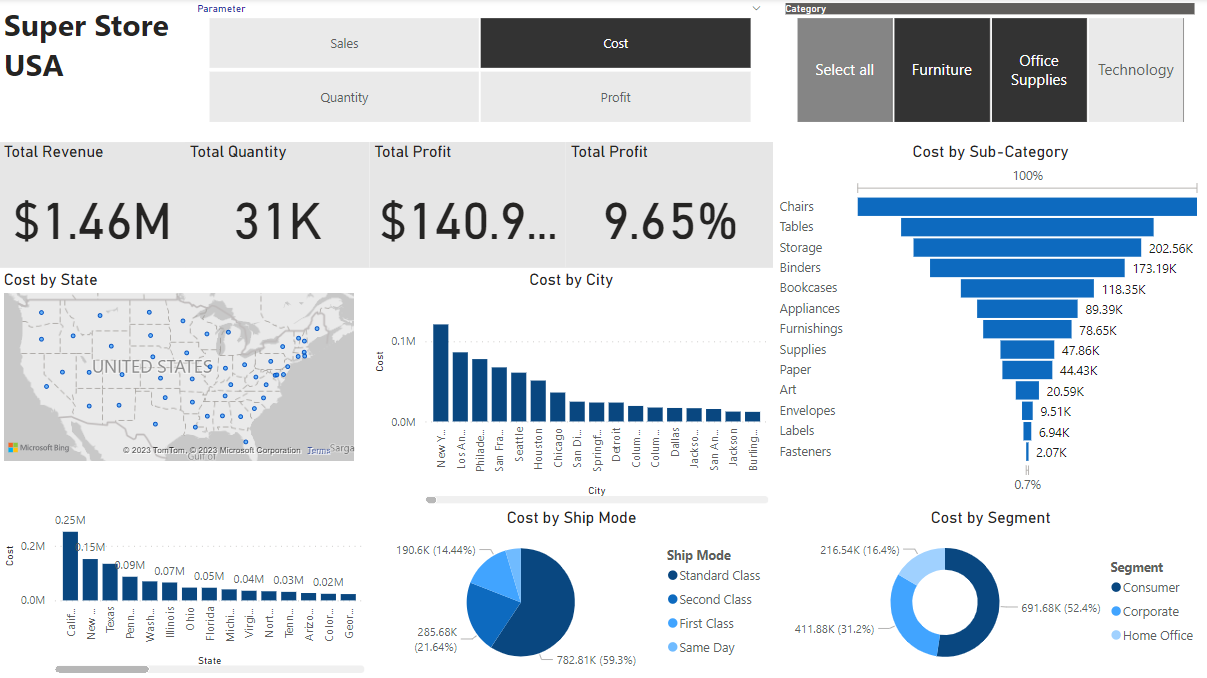 Super Store
USA
Parameter
Sales
Cost
Quantity
Profit
Category
Select all
Furniture
Office
Supplies
Technology
Total Revenue
$1.46M
Total Quantity
31K
Total Profit
$140.9...
Total Profit
9.65%
Cost by Sub-Category
100%
Chairs
Tables
Storage
202.56K
Binders
173.19K
Bookcases
118.35K
Appliances
89.39K
Furnishings
78.65K
Supplies
47.86K
Paper
44.43K
Art
20.59K
Envelopes
9.51K
Labels
6.94K
Fasteners
2.07K
0.7%
Cost by State
UNITED STATES
Microsoft Bing
© 2023 TomTom, © 2023 Microsoft Corporation
Terms
Sarga
Gulf of
Cost by City
Cost
0.1M
0.0M
New Y...
Los An...
Philade...
San Fra...
Seattle
Houston
Chicago
San Di...
Springf...
Detroit
Colum...
Colum...
Dallas
Jackso...
San An...
Jackson
Burling...
City
Cost
0.2M
0.0M
0.25M
0.15M
0.09M
0.07M
0.05M
0.04M
0.03M
0.02M
Calif...
New ...
Texas
Penn...
Wash...
Illinois
Ohio
Florida
Michi...
Virgi...
Nort...
Tenn...
Arizo...
Color...
Geor...
State
Cost by Ship Mode
190.6K (14.44%)
285.68K
(21.64%)
782.81K (59.3%)
Ship Mode
Standard Class
Second Class
First Class
Same Day
Cost by Segment
216.54K (16.4%)
691.68K (52.4%)
411.88K (31.2%)
Segment
Consumer
Corporate
Home Office